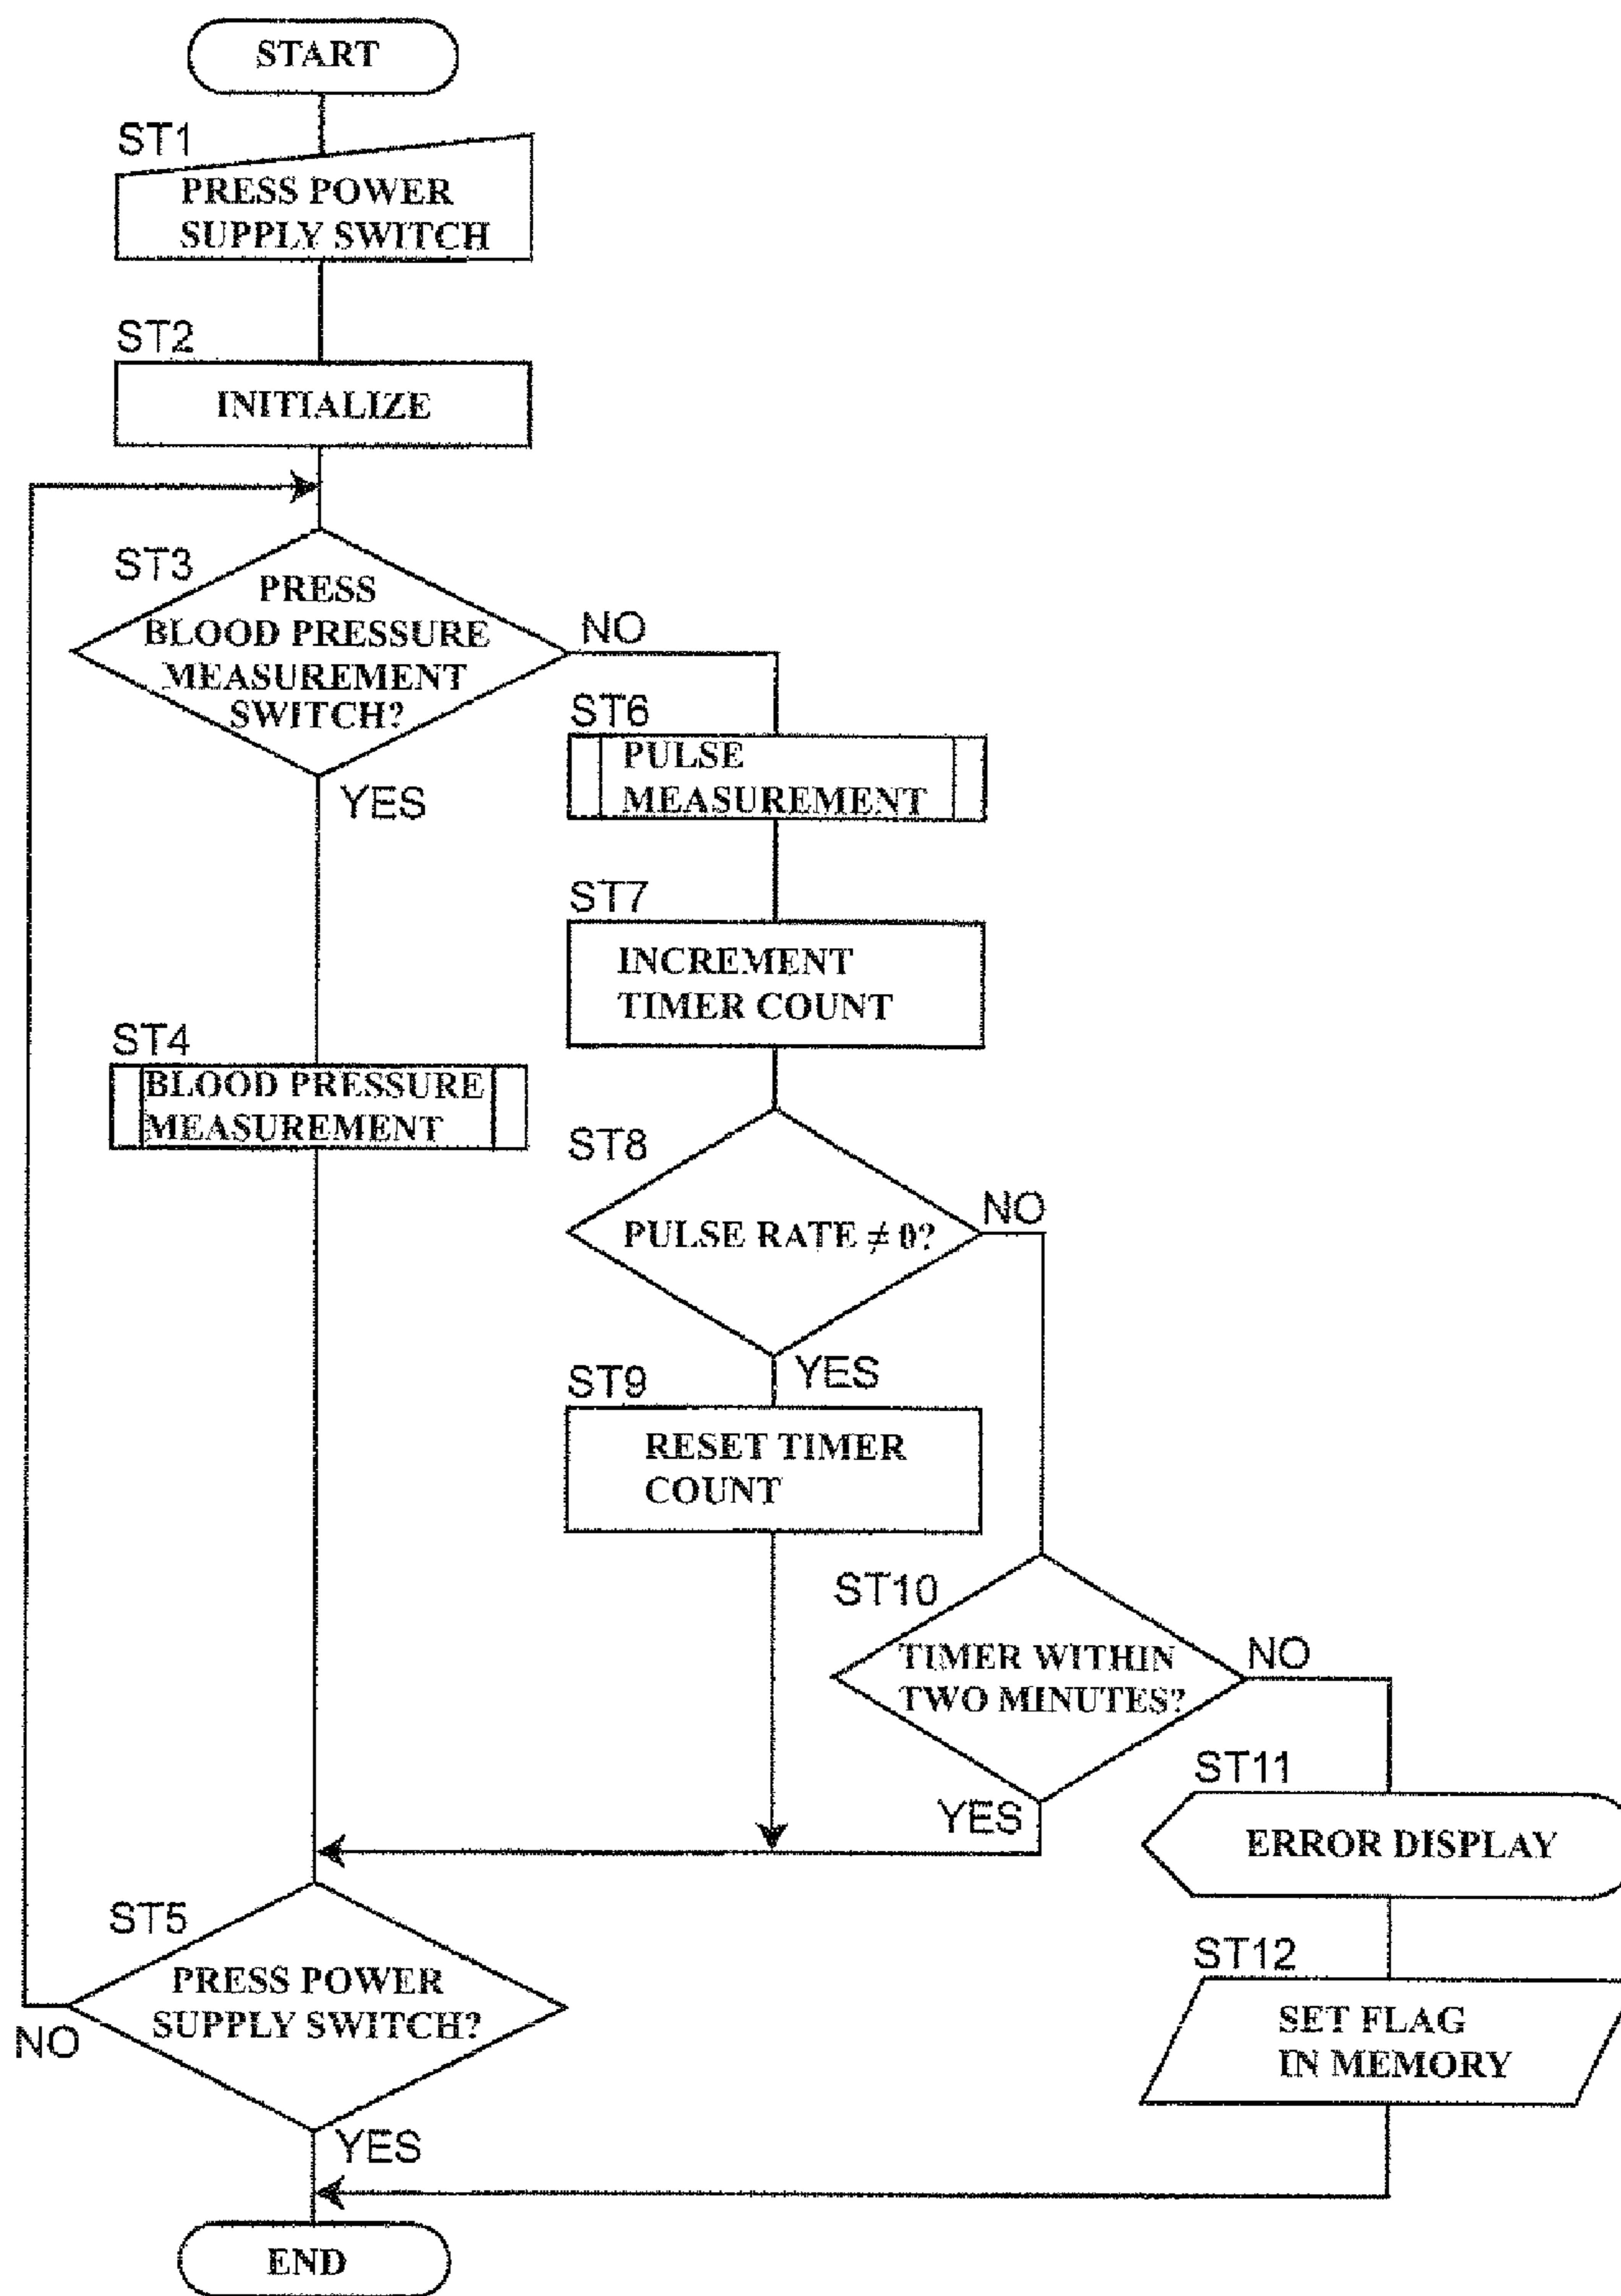 START
ST1
PRESS POWER
SUPPLY SWITCH
ST2
INITIALIZE
ST3
PRESS
BLOOD PRESSURE
MEASUREMENT
SWITCH?
NO
YES
ST6
PULSE
MEASUREMENT
ST7
INCREMENT
TIMER COUNT
ST4
BLOOD PRESSURE
MEASUREMENT
ST8
PULSE RATE ≠ 0?
NO
YES
ST9
RESET TIMER
COUNT
ST10
TIMER WITHIN
TWO MINUTES?
NO
YES
ST11
ERROR DISPLAY
ST5
PRESS POWER
SUPPLY SWITCH?
NO
YES
ST12
SET FLAG
IN MEMORY
END